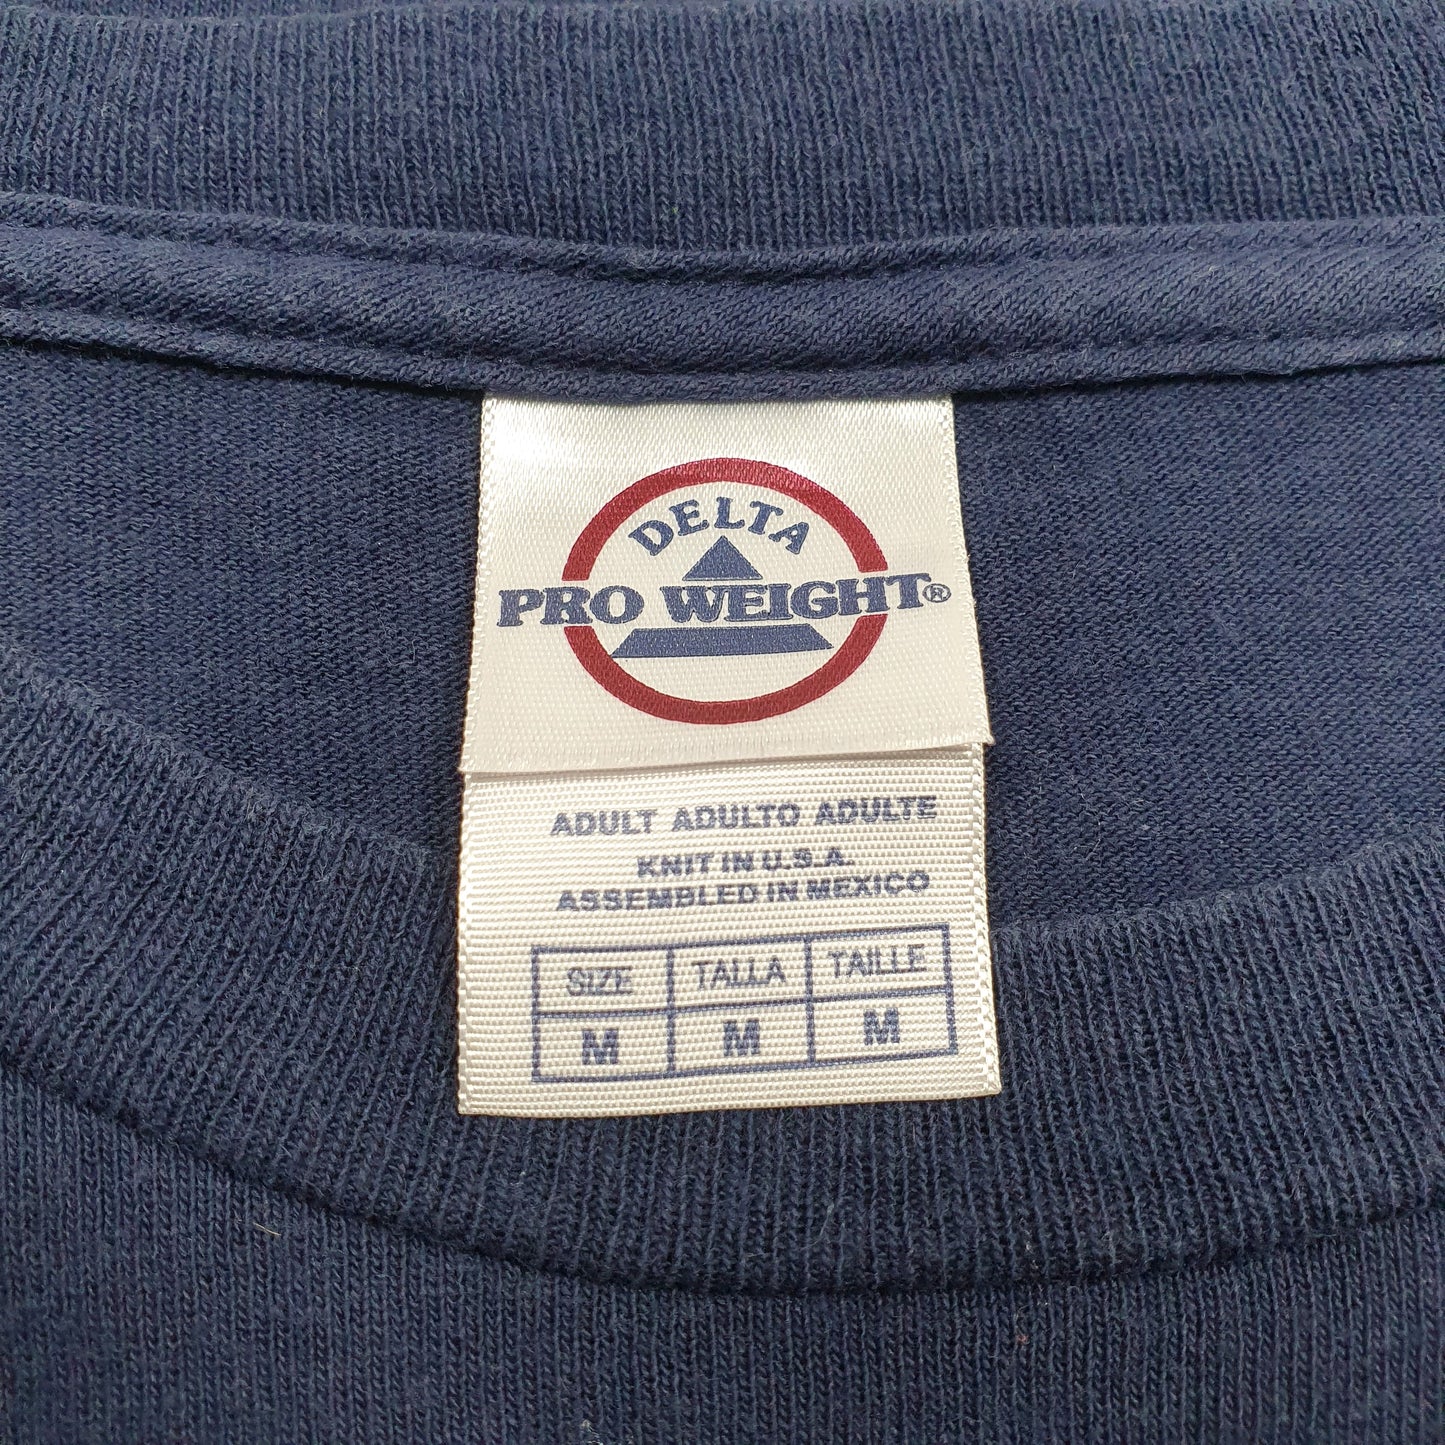 DELTA
PRO WEIGHT®
ADULT ADULTO ADULTE
KNIT IN U.S.A.
ASSEMBLED IN MEXICO
SIZE TALLA TAILLE
M M M